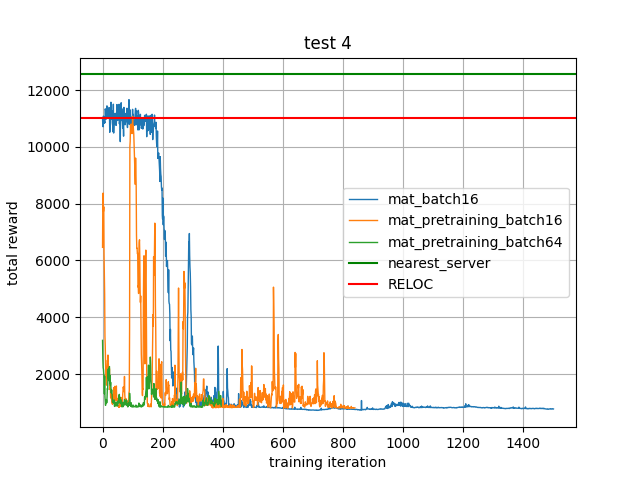 test 4
total reward
12000
10000
8000
6000
4000
2000
mat_batch16
mat_pretraining_batch16
mat_pretraining_batch64
nearest_server
RELOC
0 200 400 600 800 1000 1200 1400
training iteration